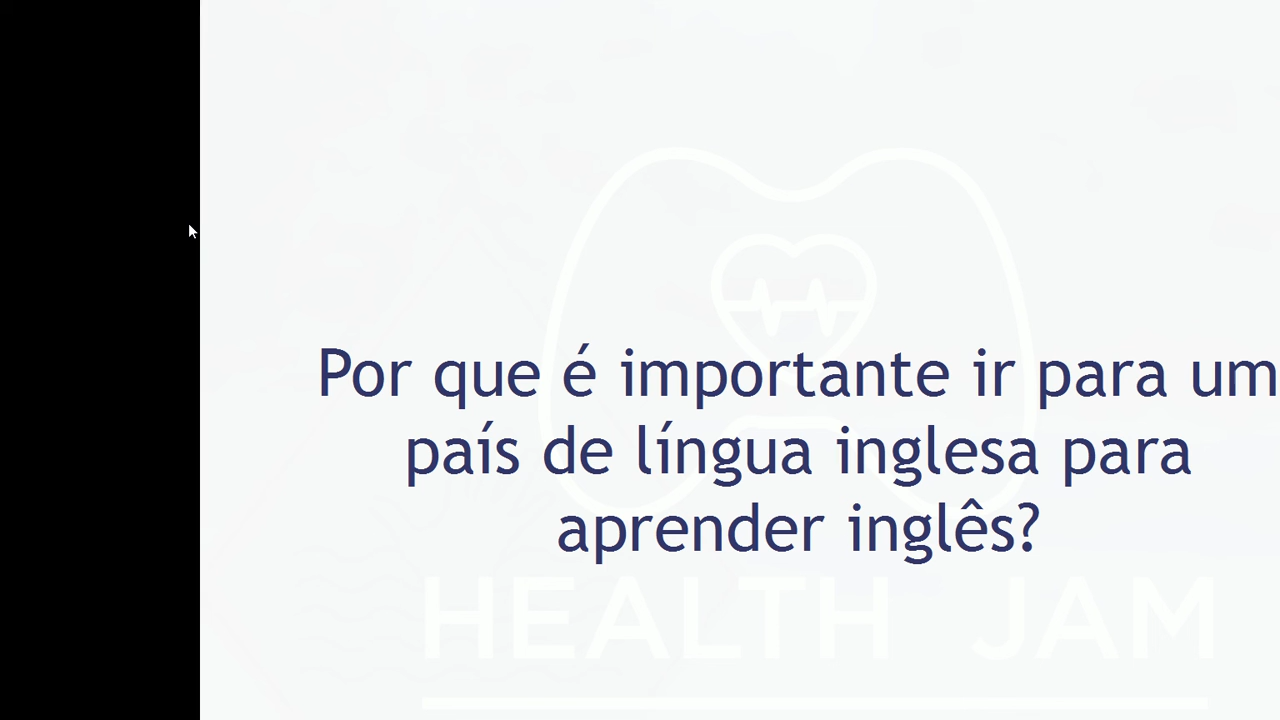 Por que é importante ir para um
país de língua inglesa para
aprender inglês?
HEALTH JAM